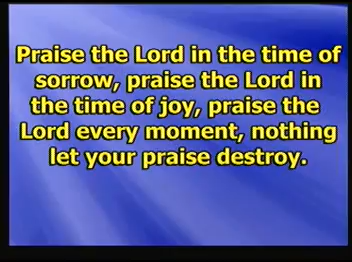 Praise the Lord in the time of
sorrow, praise the Lord in
the time of joy, praise the
Lord every moment, nothing
let your praise destroy.